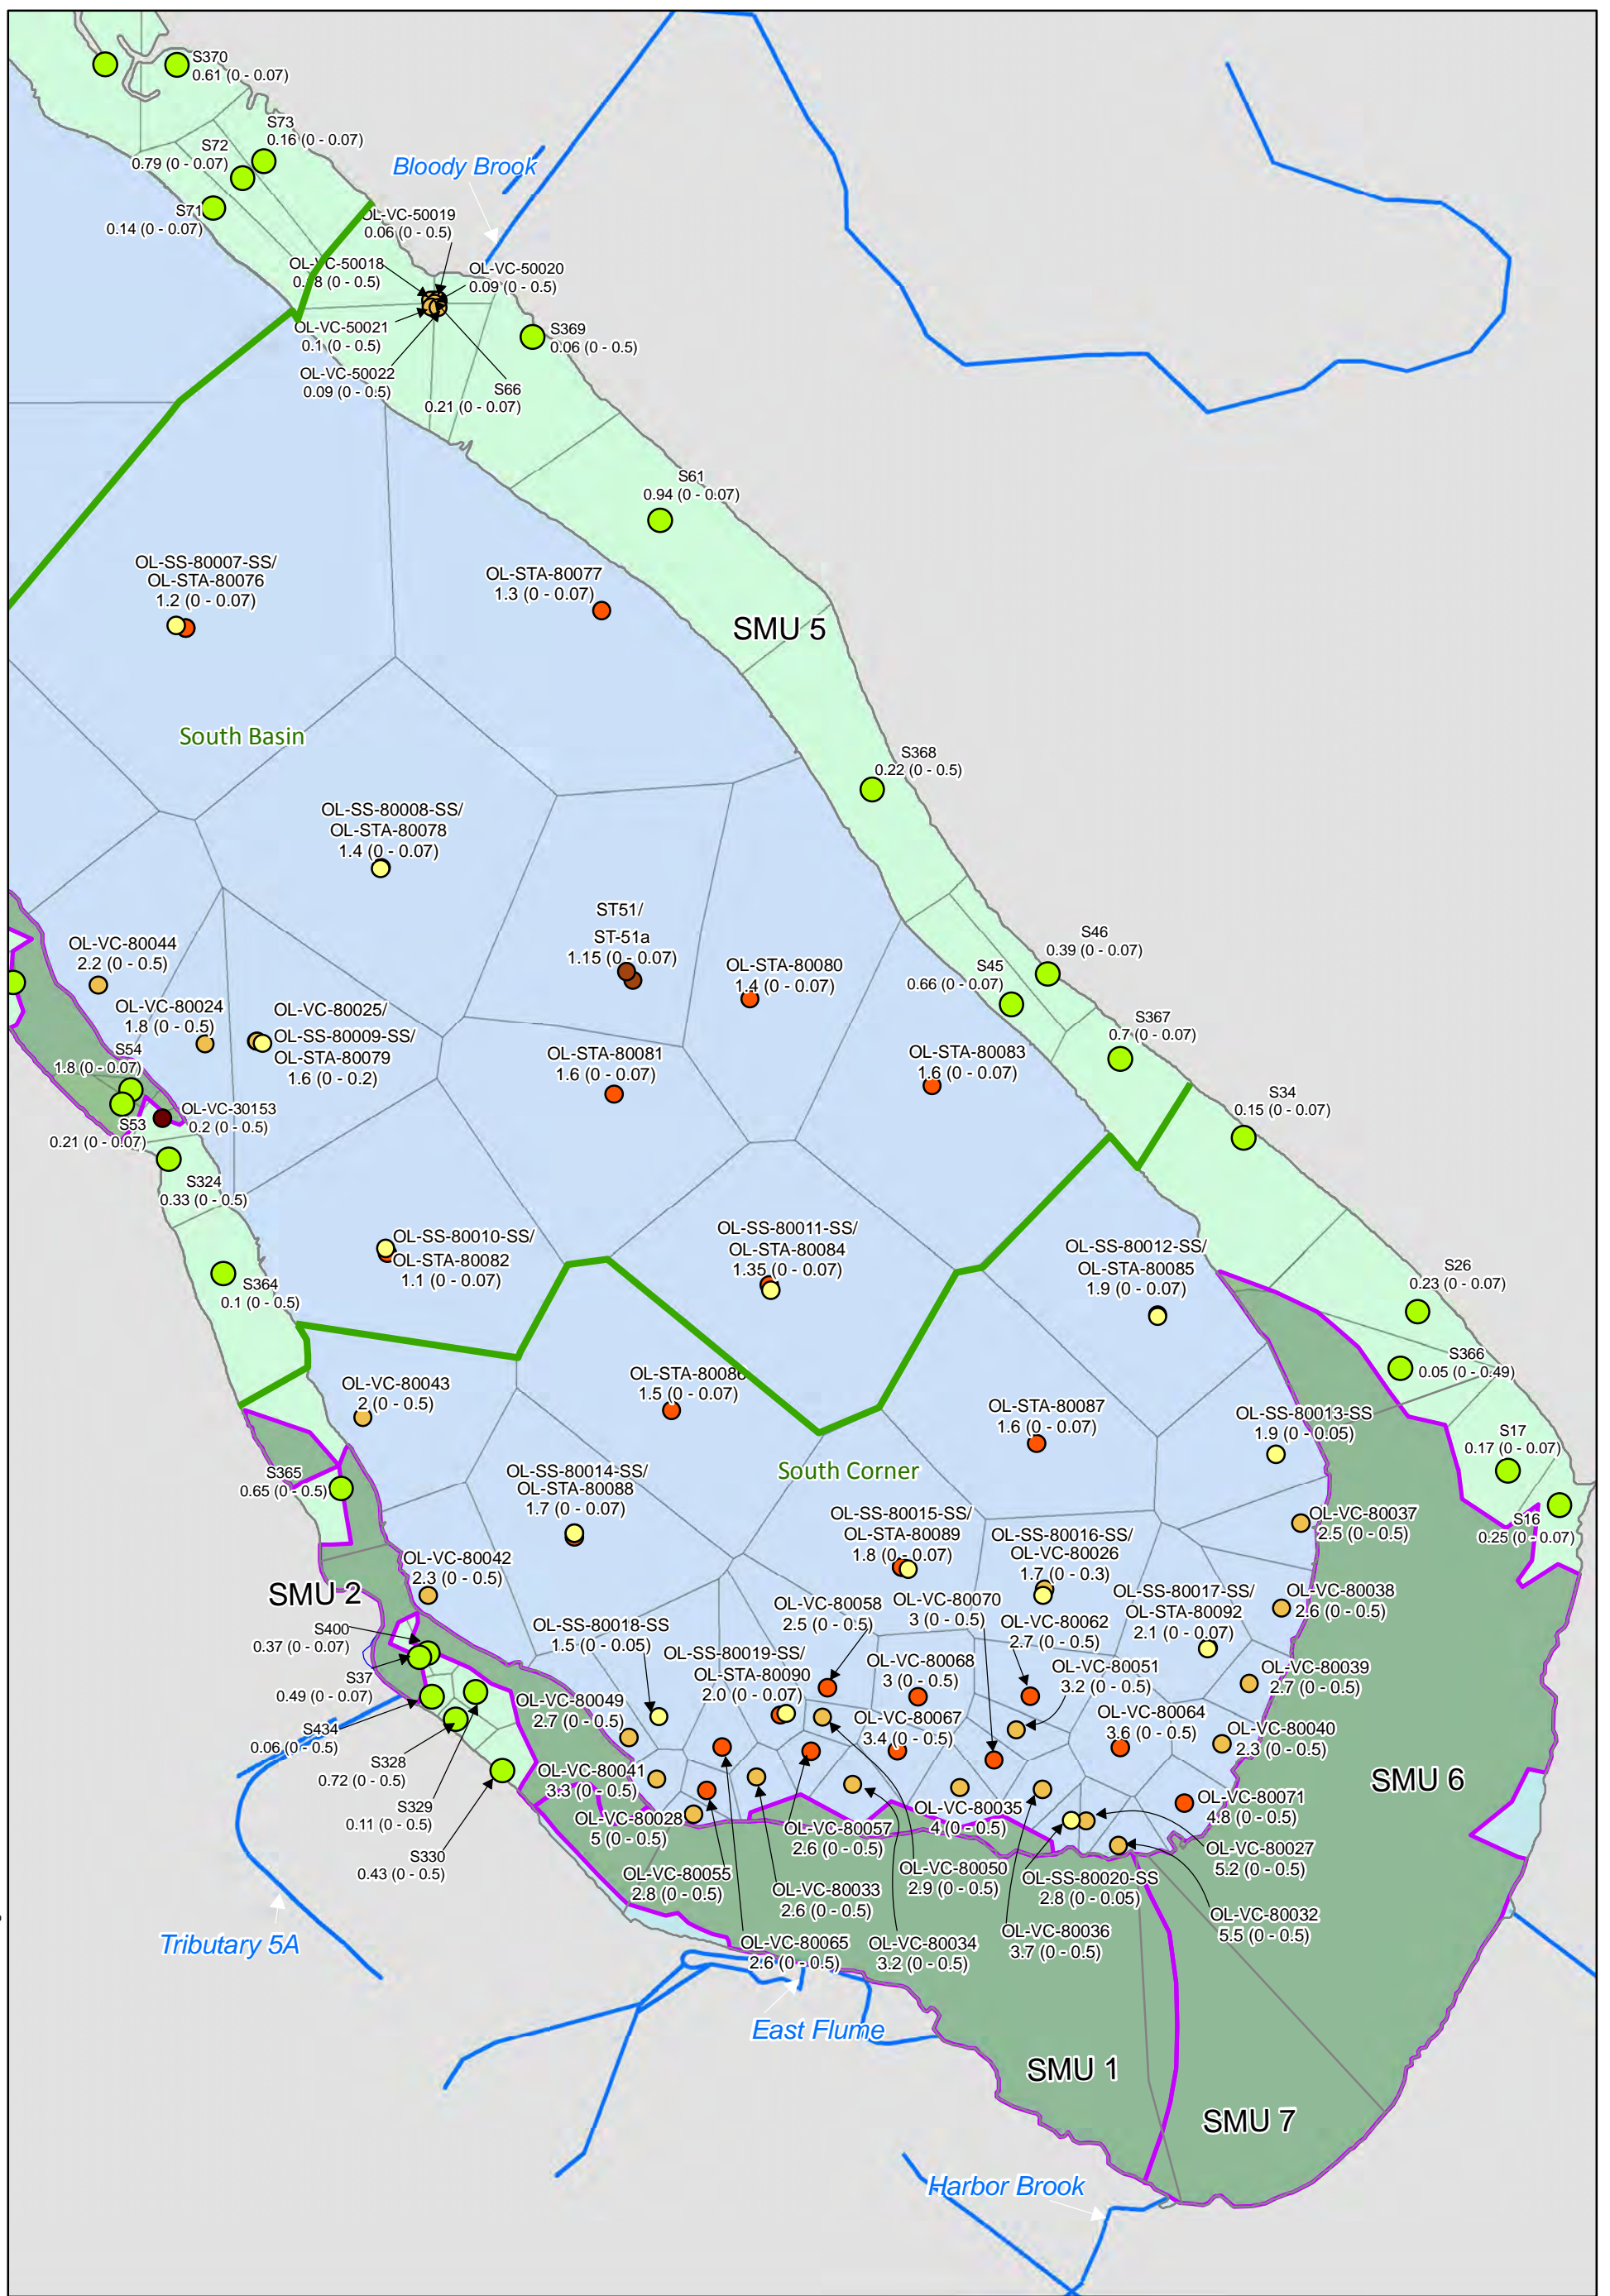 S370
0.61 (0 - 0.07)
S73
0.16 (0 - 0.07)
S72
0.79 (0 - 0.07)
Bloody Brook
S71
0.14 (0 - 0.07)
OL-VC-50019
0.06 (0 - 0.5)
OL-VC-50018
(0 - 0.5)
OL-VC-50020
0.09 (0 - 0.5)
OL-VC-50021
0.1 (0 - 0.5)
S369
0.06 (0 - 0.5)
OL-VC-50022
0.09 (0 - 0.5)
S66
0.21 (0 - 0.07)
S61
0.94 (0 - 0.07)
OL-SS-80007-SS/
OL-STA-80076
1.2 (0 - 0.07)
OL-STA-80077
1.3 (0 - 0.07)
SMU 5
South Basin
S368
0.22 (0 - 0.5)
OL-SS-80008-SS/
OL-STA-80078
1.4 (0 - 0.07)
ST51/
ST-51a
1.15 (0 - 0.07)
S46
0.39 (0 - 0.07)
OL-VC-80044
2.2 (0 - 0.5)
OL-STA-80080
1.4 (0 - 0.07)
S45
0.66 (0 - 0.07)
OL-VC-80024
1.8 (0 - 0.5)
OL-VC-80025/
OL-SS-80009-SS/
OL-STA-80079
1.6 (0 - 0.2)
S367
0.7 (0 - 0.07)
S54
1.8 (0 - 0.07)
OL-STA-80081
1.6 (0 - 0.07)
OL-STA-80083
1.6 (0 - 0.07)
S34
0.15 (0 - 0.07)
OL-VC-30153
0.2 (0 - 0.5)
S53
0.21 (0 - 0.07)
S324
0.33 (0 - 0.5)
OL-SS-80010-SS/
OL-STA-80082
1.1 (0 - 0.07)
OL-SS-80011-SS/
OL-STA-80084
1.35 (0 - 0.07)
OL-SS-80012-SS/
OL-STA-80085
1.9 (0 - 0.07)
S26
0.23 (0 - 0.07)
S364
0.1 (0 - 0.5)
S366
0.05 (0 - 0.49)
OL-VC-80043
2 (0 - 0.5)
OL-STA-80086
1.5 (0 - 0.07)
OL-STA-80087
1.6 (0 - 0.07)
OL-SS-80013-SS
1.9 (0 - 0.05)
S17
0.17 (0 - 0.07)
S365
0.65 (0 - 0.5)
OL-SS-80014-SS/
OL-STA-80088
1.7 (0 - 0.07)
South Corner
OL-SS-80015-SS/
OL-STA-80089
1.8 (0 - 0.07)
OL-SS-80016-SS/
OL-VC-80026
1.7 (0 - 0.3)
OL-VC-80037
2.5 (0 - 0.5)
S16
0.25 (0 - 0.07)
OL-VC-80042
2.3 (0 - 0.5)
SMU 2
OL-SS-80017-SS/
OL-STA-80092
2.1 (0 - 0.07)
OL-VC-80038
2.6 (0 - 0.5)
OL-VC-80058
2.5 (0 - 0.5)
OL-VC-80070
3 (0 - 0.5)
OL-SS-80018-SS
1.5 (0 - 0.05)
OL-VC-80062
2.7 (0 - 0.5)
S400
0.37 (0 - 0.07)
OL-SS-80019-SS/
OL-STA-80090
2.0 (0 - 0.07)
OL-VC-80068
3 (0 - 0.5)
OL-VC-80051
3.2 (0 - 0.5)
OL-VC-80039
2.7 (0 - 0.5)
S37
0.49 (0 - 0.07)
OL-VC-80049
2.7 (0 - 0.5)
OL-VC-80067
3.4 (0 - 0.5)
OL-VC-80064
3.6 (0 - 0.5)
OL-VC-80040
2.3 (0 - 0.5)
S434
0.06 (0 - 0.5)
S328
0.72 (0 - 0.5)
OL-VC-80041
3.3 (0 - 0.5)
SMU 6
S329
0.11 (0 - 0.5)
OL-VC-80028
5 (0 - 0.5)
OL-VC-80035
4 (0 - 0.5)
OL-VC-80071
4.8 (0 - 0.5)
OL-VC-80057
2.6 (0 - 0.5)
OL-VC-80027
5.2 (0 - 0.5)
S330
0.43 (0 - 0.5)
OL-VC-80055
2.8 (0 - 0.5)
OL-VC-80050
2.9 (0 - 0.5)
OL-SS-80020-SS
2.8 (0 - 0.05)
OL-VC-80033
2.6 (0 - 0.5)
OL-VC-80032
5.5 (0 - 0.5)
Tributary 5A
OL-VC-80065
2.6 (0 - 0.5)
OL-VC-80034
3.2 (0 - 0.5)
OL-VC-80036
3.7 (0 - 0.5)
East Flume
SMU 1
SMU 7
Harbor Brook